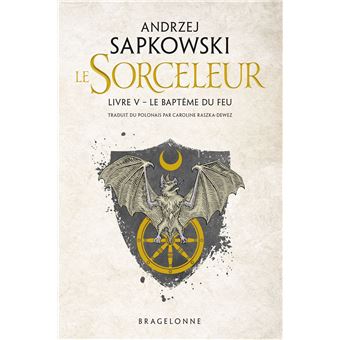 ANDRZEJ
SAPKOWSKI
LE SORCELEUR
LIVRE V – LE BAPTÊME DU FEU
TRADUIT DU POLONAIS PAR CAROLINE RASZKA-DEWEZ
BRAGELONNE